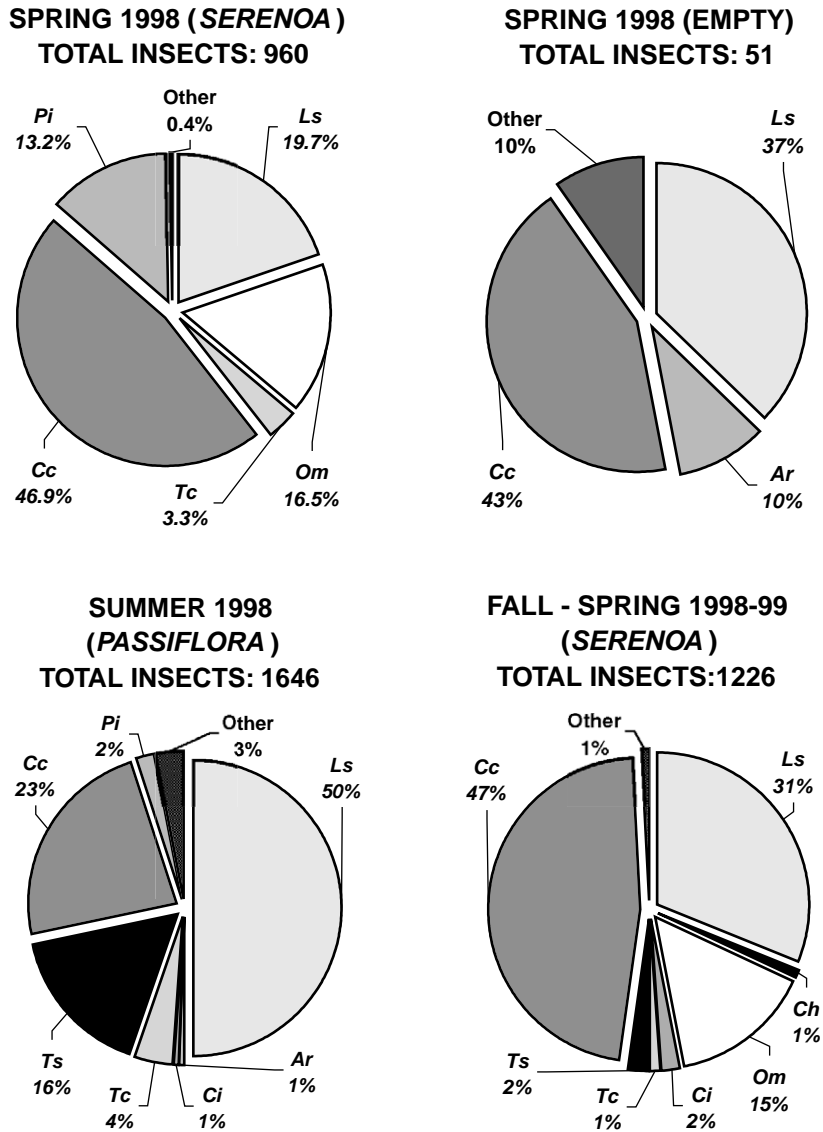 SPRING 1998 (SERENOA)
TOTAL INSECTS: 960
Other
0.4%
Pi
13.2%
Ls
19.7%
Cc
46.9%
Tc
3.3%
Om
16.5%
SPRING 1998 (EMPTY)
TOTAL INSECTS: 51
Other
10%
Ls
37%
Cc
43%
Ar
10%
SUMMER 1998
(PASSIFLORA)
TOTAL INSECTS: 1646
Pi
2%
Other
3%
Cc
23%
Ls
50%
Ts
16%
Tc
4%
Ci
1%
Ar
1%
FALL - SPRING 1998-99
(SERENOA)
TOTAL INSECTS:1226
Other
1%
Cc
47%
Ls
31%
Ch
1%
Ts
2%
Tc
1%
Ci
2%
Om
15%